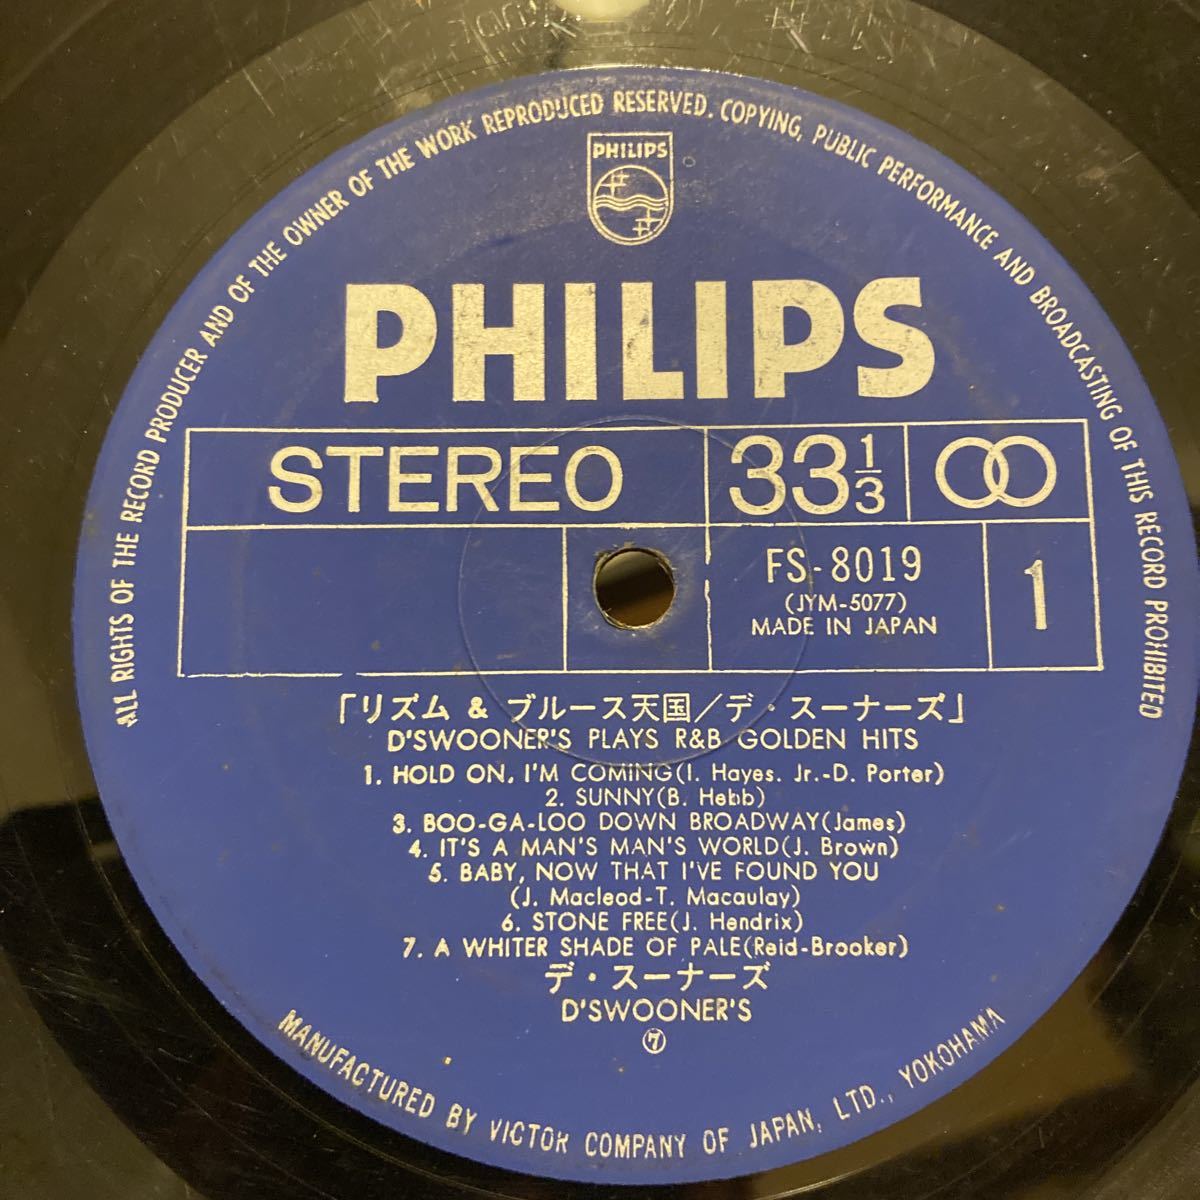 ALL RIGHTS OF THE RECORD PRODUCER AND OF THE OWNER OF THE WORK REPRODUCED RESERVED. COPYING, PUBLIC PERFORMANCE AND BROADCASTING OF THIS RECORD PROHIBITED
PHILIPS
PHILIPS
STEREO
33 1/3
FS-8019
(JYM-5077)
MADE IN JAPAN
1
「リズム & ブルース天国/デ・スーナーズ」
D'SWOONER'S PLAYS R&B GOLDEN HITS
1. HOLD ON, I'M COMING(I. Hayes. Jr.-D. Porter)
2. SUNNY(B. Hebb)
3. BOO-GA-LOO DOWN BROADWAY(James)
4. IT'S A MAN'S MAN'S WORLD(J. Brown)
5. BABY, NOW THAT I'VE FOUND YOU
(J. Macleod-T. Macaulay)
6. STONE FREE(J. Hendrix)
7. A WHITER SHADE OF PALE(Reid-Brooker)
デ・スーナーズ
D'SWOONER'S
⑦
MANUFACTURED BY VICTOR COMPANY OF JAPAN, LTD., YOKOHAMA